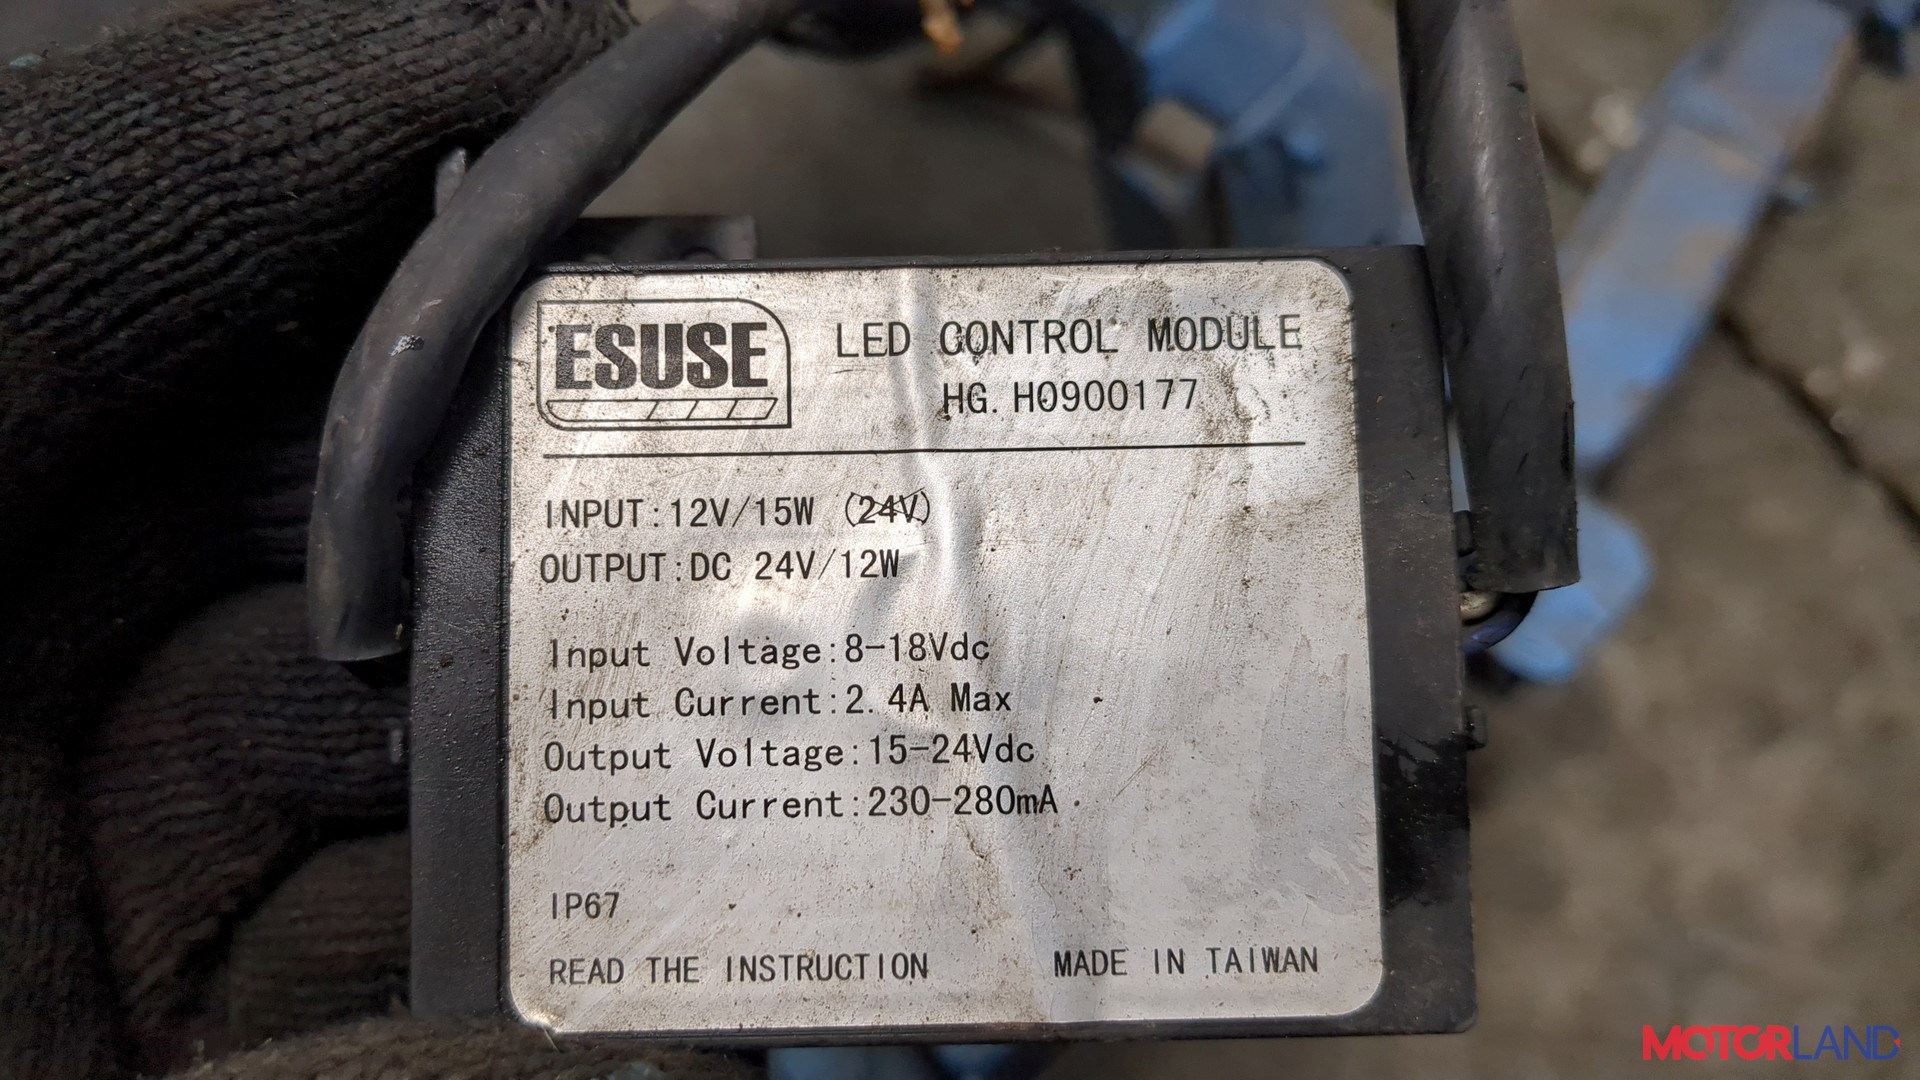 ESUSE
LED CONTROL MODULE
HG. H0900177
INPUT:12V/15W (24V)
OUTPUT:DC 24V/12W
Input Voltage:8-18Vdc
Input Current:2.4A Max
Output Voltage:15-24Vdc
Output Current:230-280mA
IP67
READ THE INSTRUCTION
MADE IN TAIWAN
MOTORLAND